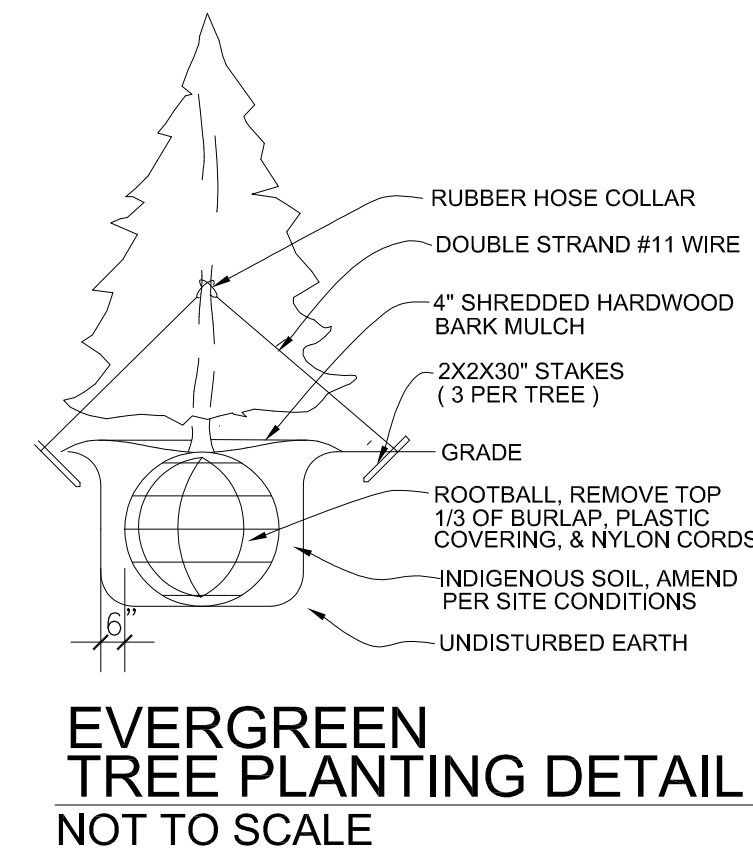 RUBBER HOSE COLLAR
DOUBLE STRAND #11 WIRE
4" SHREDDED HARDWOOD
BARK MULCH
2X2X30" STAKES
( 3 PER TREE )
GRADE
ROOTBALL, REMOVE TOP
1/3 OF BURLAP, PLASTIC
COVERING, & NYLON CORDS
INDIGENOUS SOIL, AMEND
PER SITE CONDITIONS
6"
UNDISTURBED EARTH
EVERGREEN
TREE PLANTING DETAIL
NOT TO SCALE